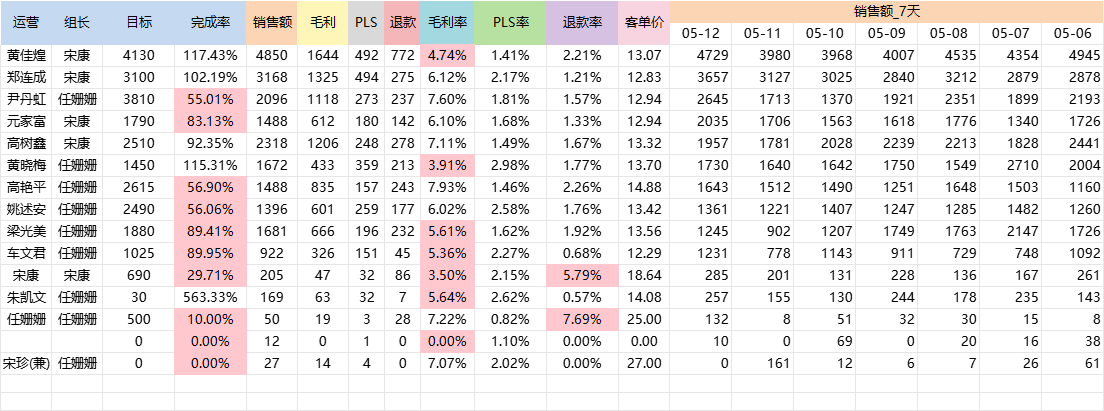 运营 组长 目标 完成率 销售额 毛利 PLS 退款 毛利率 PLS率 退款率 客单价 销售额_7天
05-12 05-11 05-10 05-09 05-08 05-07 05-06
黄佳煌 宋康 4130 117.43% 4850 1644 492 772 4.74% 1.41% 2.21% 13.07 4729 3980 3968 4007 4535 4354 4945
郑连成 宋康 3100 102.19% 3168 1325 494 275 6.12% 2.17% 1.21% 12.83 3657 3127 3025 2840 3212 2879 2878
尹丹虹 任姗姗 3810 55.01% 2096 1118 273 237 7.60% 1.81% 1.57% 12.94 2645 1713 1370 1921 2351 1899 2193
元家富 宋康 1790 83.13% 1488 612 180 142 6.10% 1.68% 1.33% 12.94 2035 1706 1563 1618 1776 1340 1726
高树鑫 宋康 2510 92.35% 2318 1206 248 278 7.11% 1.49% 1.67% 13.32 1957 1781 2028 2239 2213 1828 2441
黄晓梅 任姗姗 1450 115.31% 1672 433 359 213 3.91% 2.98% 1.77% 13.70 1730 1640 1642 1750 1549 2710 2004
高艳平 任姗姗 2615 56.90% 1488 835 157 243 7.93% 1.46% 2.26% 14.88 1643 1512 1490 1251 1648 1503 1160
姚述安 任姗姗 2490 56.06% 1396 601 259 177 6.02% 2.58% 1.76% 13.42 1361 1221 1407 1247 1285 1482 1260
梁光美 任姗姗 1880 89.41% 1681 666 196 232 5.61% 1.62% 1.92% 13.56 1245 902 1207 1749 1763 2147 1726
车文君 任姗姗 1025 89.95% 922 326 151 45 5.36% 2.27% 0.68% 12.29 1231 778 1143 911 729 748 1092
宋康 宋康 690 29.71% 205 47 32 86 3.50% 2.15% 5.79% 18.64 285 201 131 228 136 167 261
朱凯文 任姗姗 30 563.33% 169 63 32 7 5.64% 2.62% 0.57% 14.08 257 155 130 244 178 235 143
任姗姗 任姗姗 500 10.00% 50 19 3 28 7.22% 0.82% 7.69% 25.00 132 8 51 32 30 15 8
0 0.00% 12 0 1 0 0.00% 1.10% 0.00% 0.00 10 0 69 0 20 16 38
宋珍(兼) 任姗姗 0 0.00% 27 14 4 0 7.07% 2.02% 0.00% 27.00 0 161 12 6 7 26 61